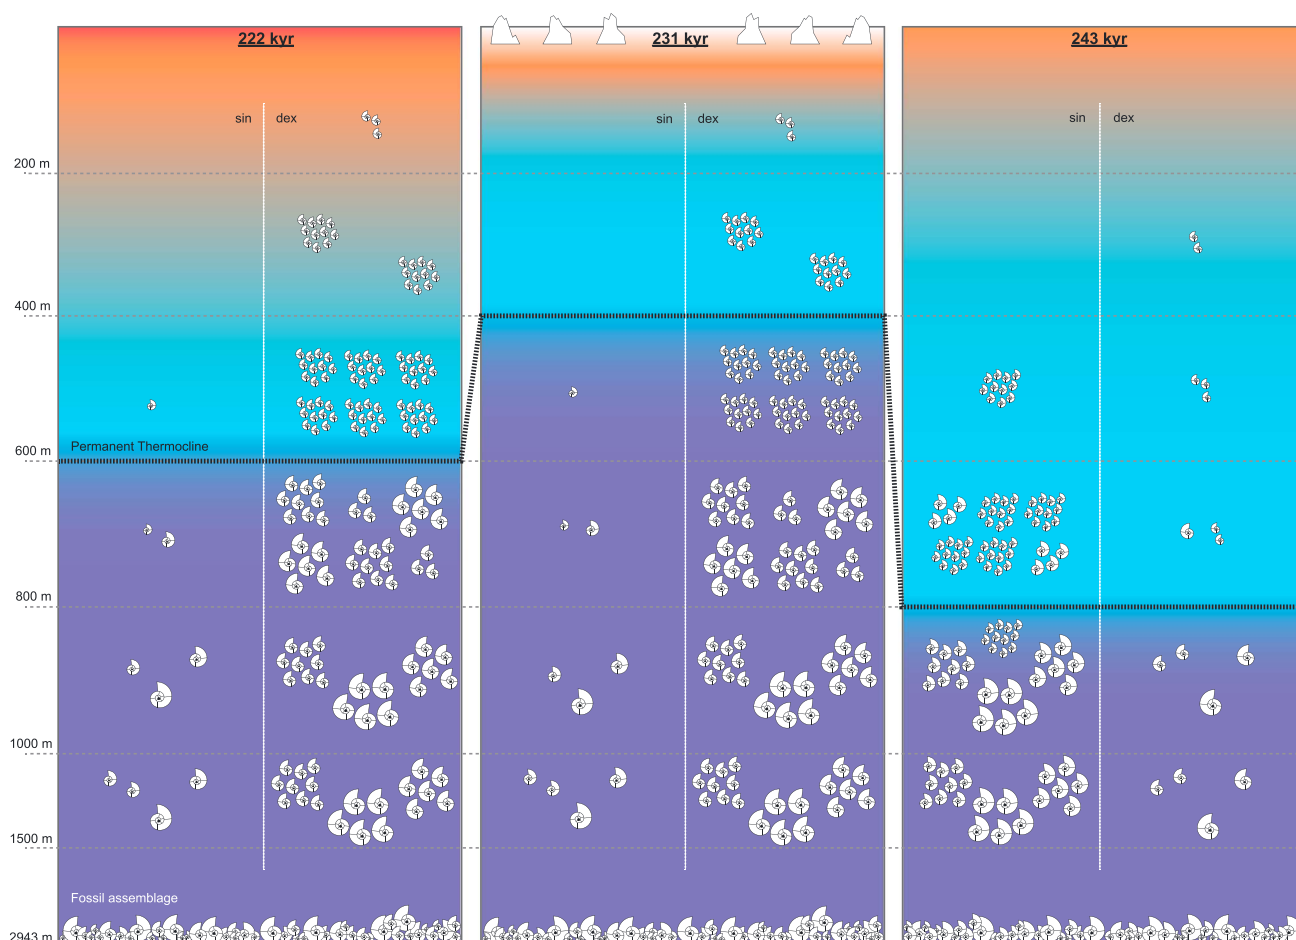 222 kyr
231 kyr
243 kyr
sin dex
sin dex
sin dex
200 m
400 m
Permanent Thermocline
600 m
800 m
1000 m
1500 m
Fossil assemblage
2943 m